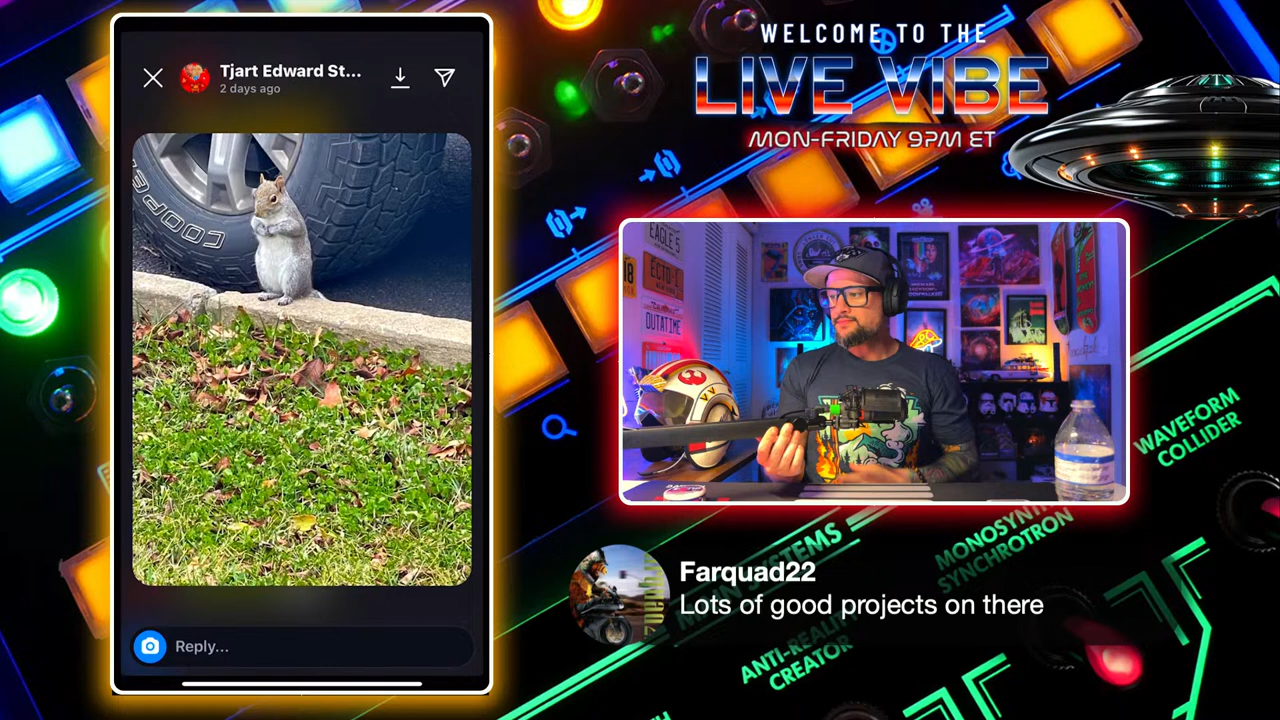 Tjart Edward St...
2 days ago
COOPE
Reply...
WELCOME TO THE
LIVE VIBE
MON-FRIDAY 9PM ET
EAGLE 5
ECTO-1
OUTATIME
Farquad22
Lots of good projects on there
WAVEFORM
COLLIDER
MONOSYNTH
SYNCHROTRON
SYSTEMS
ANTI-REALITY
CREATOR